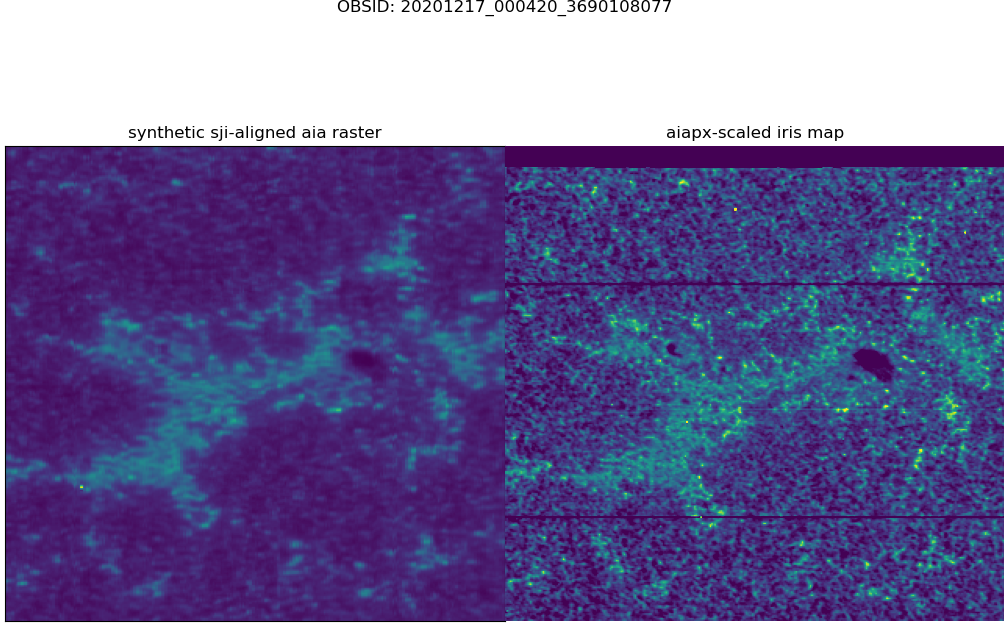 OBSID: 20201217_000420_3690108077
synthetic sji-aligned aia raster
aiapx-scaled iris map